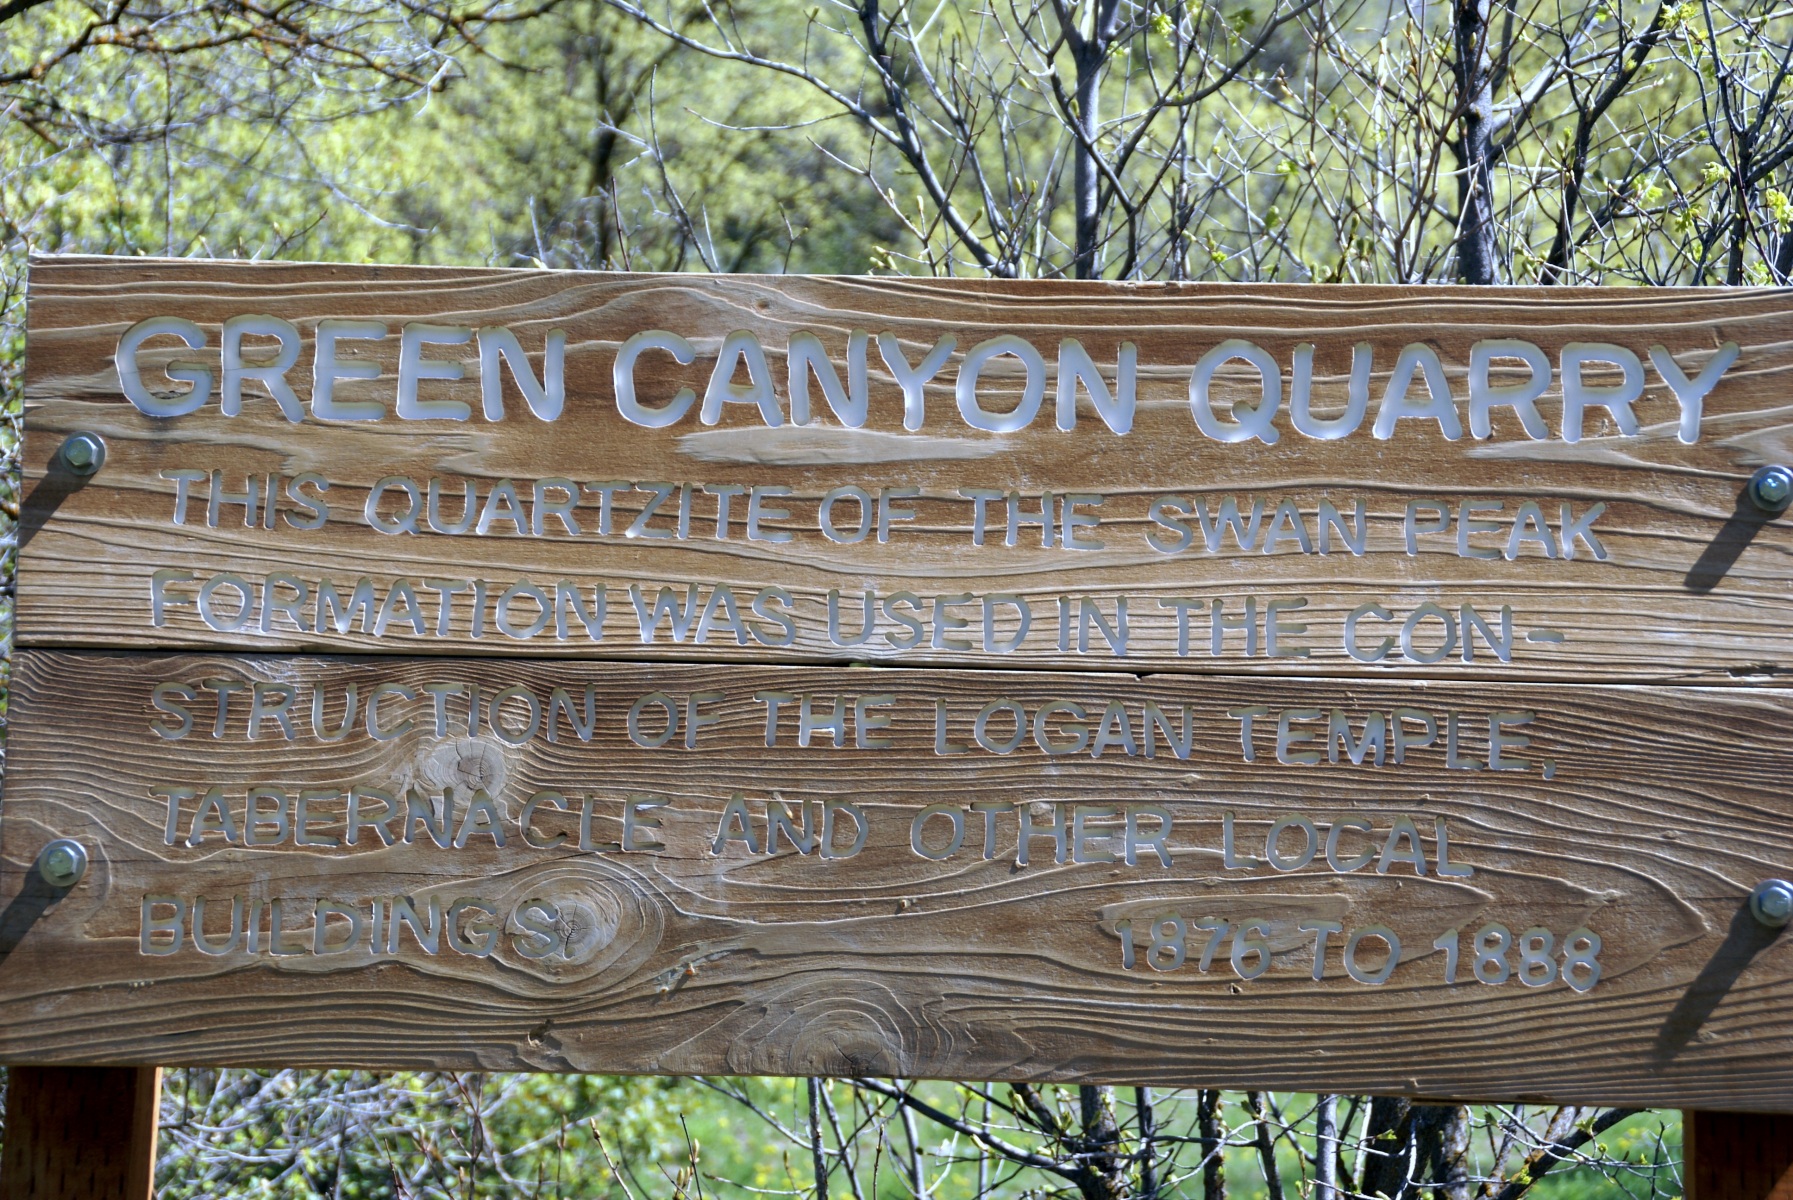 GREEN CANYON QUARRY
THIS QUARTZITE OF THE SWAN PEAK
FORMATION WAS USED IN THE CON-
STRUCTION OF THE LOGAN TEMPLE,
TABERNACLE AND OTHER LOCAL
BUILDINGS, 1876 TO 1888